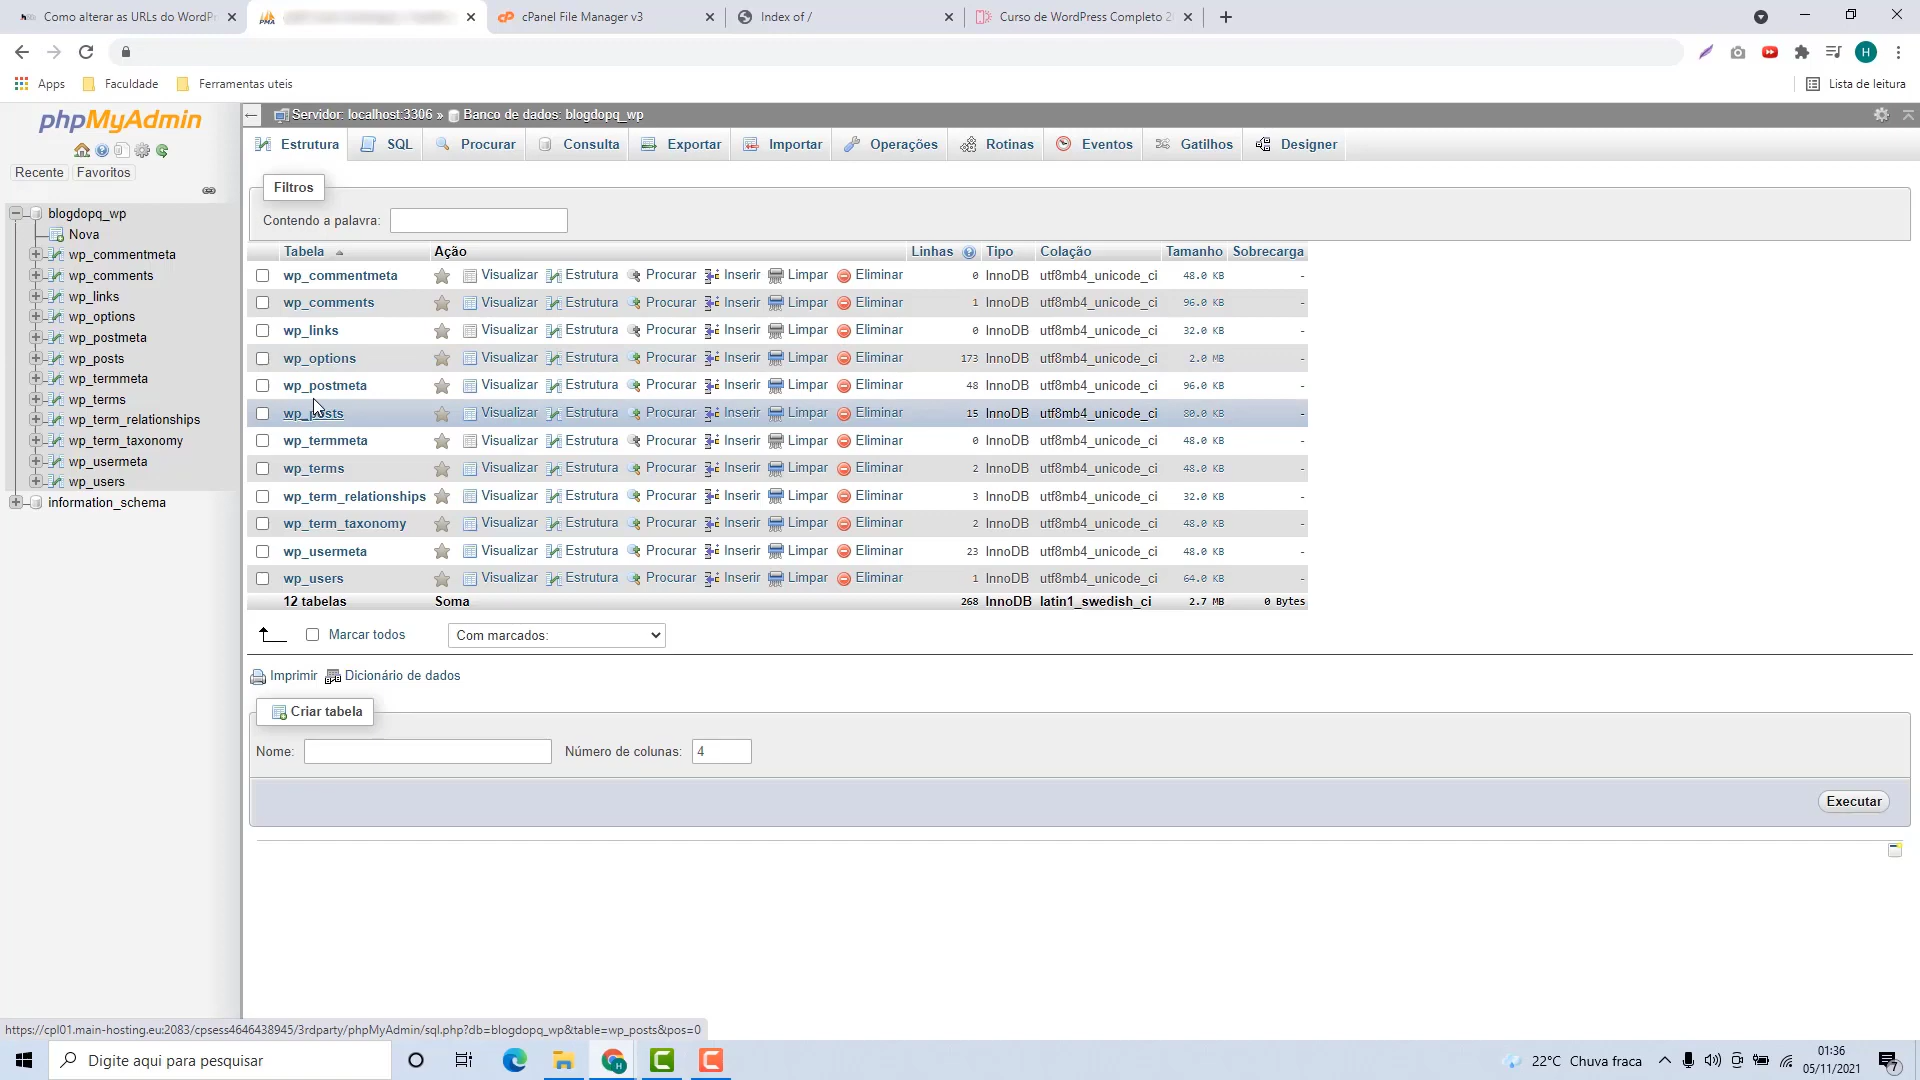 Como alterar as URLs do WordPr
cPanel File Manager v3
Index of /
Curso de WordPress Completo 2
H
Apps
Faculdade
Ferramentas uteis
Lista de leitura
phpMyAdmin
Recente
Favoritos
blogdopq_wp
Nova
wp_commentmeta
wp_comments
wp_links
wp_options
wp_postmeta
wp_posts
wp_termmeta
wp_terms
wp_term_relationships
wp_term_taxonomy
wp_usermeta
wp_users
information_schema
Servidor: localhost:3306 » Banco de dados: blogdopq_wp
Estrutura SQL Procurar Consulta Exportar Importar Operações Rotinas Eventos Gatilhos Designer
Filtros
Contendo a palavra:
Tabela Ação Linhas Tipo Colação Tamanho Sobrecarga
wp_commentmeta Visualizar Estrutura Procurar Inserir Limpar Eliminar 0 InnoDB utf8mb4_unicode_ci 48.0 KB -
wp_comments Visualizar Estrutura Procurar Inserir Limpar Eliminar 1 InnoDB utf8mb4_unicode_ci 96.0 KB -
wp_links Visualizar Estrutura Procurar Inserir Limpar Eliminar 0 InnoDB utf8mb4_unicode_ci 32.0 KB -
wp_options Visualizar Estrutura Procurar Inserir Limpar Eliminar 173 InnoDB utf8mb4_unicode_ci 2.0 MB -
wp_postmeta Visualizar Estrutura Procurar Inserir Limpar Eliminar 48 InnoDB utf8mb4_unicode_ci 96.0 KB -
wp_posts Visualizar Estrutura Procurar Inserir Limpar Eliminar 15 InnoDB utf8mb4_unicode_ci 80.0 KB -
wp_termmeta Visualizar Estrutura Procurar Inserir Limpar Eliminar 0 InnoDB utf8mb4_unicode_ci 48.0 KB -
wp_terms Visualizar Estrutura Procurar Inserir Limpar Eliminar 2 InnoDB utf8mb4_unicode_ci 48.0 KB -
wp_term_relationships Visualizar Estrutura Procurar Inserir Limpar Eliminar 3 InnoDB utf8mb4_unicode_ci 32.0 KB -
wp_term_taxonomy Visualizar Estrutura Procurar Inserir Limpar Eliminar 2 InnoDB utf8mb4_unicode_ci 48.0 KB -
wp_usermeta Visualizar Estrutura Procurar Inserir Limpar Eliminar 23 InnoDB utf8mb4_unicode_ci 48.0 KB -
wp_users Visualizar Estrutura Procurar Inserir Limpar Eliminar 1 InnoDB utf8mb4_unicode_ci 64.0 KB -
12 tabelas Soma 268 InnoDB latin1_swedish_ci 2.7 MB 0 Bytes
Marcar todos
Com marcados:
Imprimir Dicionário de dados
Criar tabela
Nome:
Número de colunas: 4
Executar
https://cpl01.main-hosting.eu:2083/cpsess4646438945/3rdparty/phpMyAdmin/sql.php?db=blogdopq_wp&table=wp_posts&pos=0
Digite aqui para pesquisar
22°C Chuva fraca
01:36
05/11/2021
7